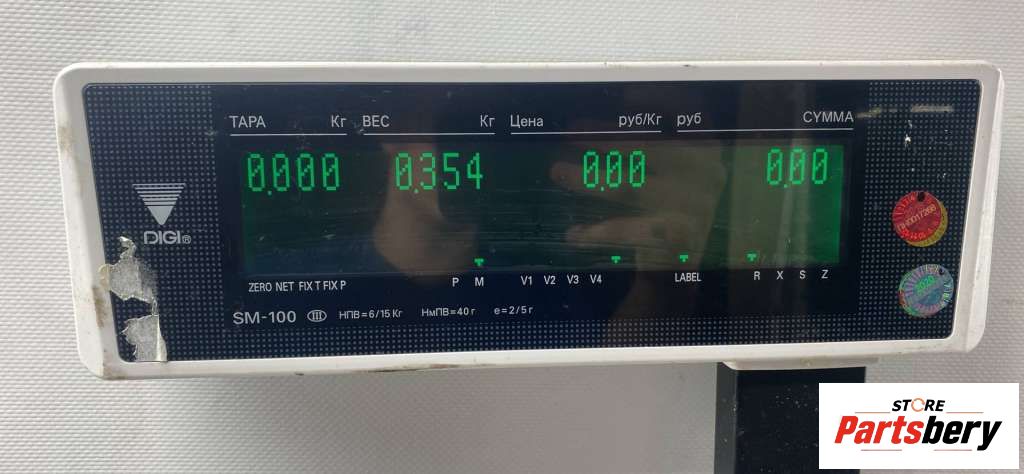 ТАРА Кг ВЕС Кг Цена руб/Кг руб СУММА
0.000 0.354 0.00 0.00
DIGI®
ZERO NET FIX T FIX P P M V1 V2 V3 V4 LABEL R X S Z
SM-100 III НПВ=6/15 Кг НмПВ=40 г е=2/5 г
STORE
Partsbery